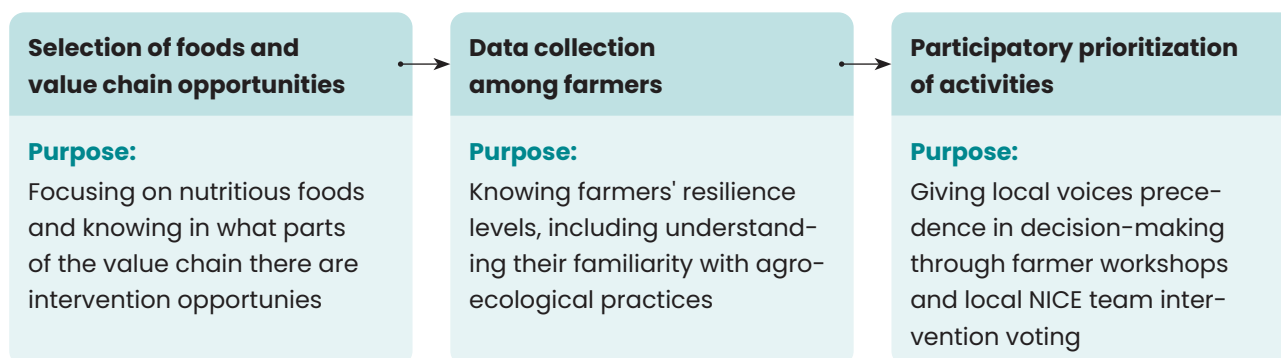 Selection of foods and
value chain opportunities
Purpose:
Focusing on nutritious foods
and knowing in what parts
of the value chain there are
intervention opportunies
Data collection
among farmers
Purpose:
Knowing farmers' resilience
levels, including understand-
ing their familiarity with agro-
ecological practices
Participatory prioritization
of activities
Purpose:
Giving local voices prece-
dence in decision-making
through farmer workshops
and local NICE team inter-
vention voting